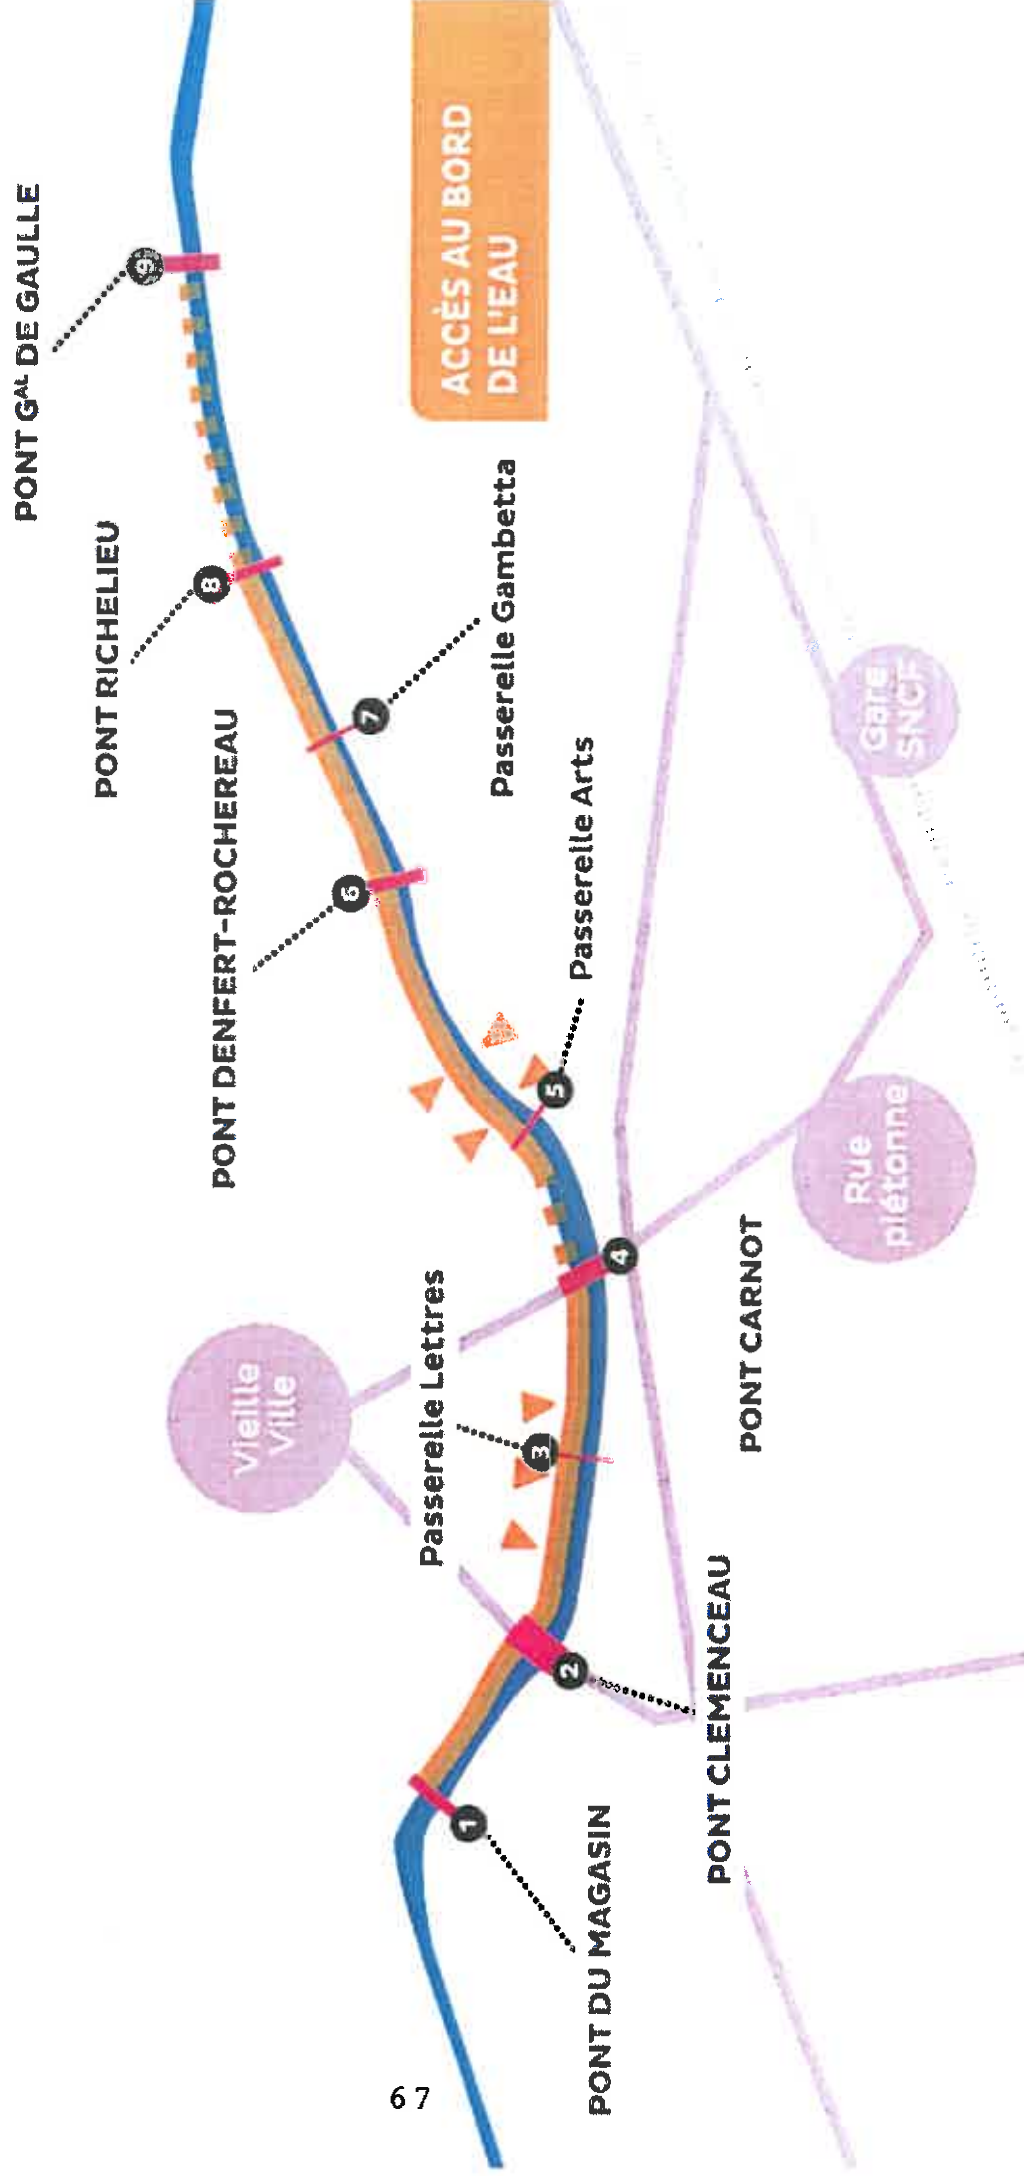 PONT DU MAGASIN
1
PONT CLEMENCEAU
2
Passerelle Lettres
3
Vieille
Ville
PONT CARNOT
4
Rue
piétonne
Passerelle Arts
5
PONT DENFERT-ROCHEREAU
6
Passerelle Gambetta
7
Gare
SNCF
PONT RICHELIEU
8
PONT GAL DE GAULLE
9
ACCÈS AU BORD
DE L'EAU
67